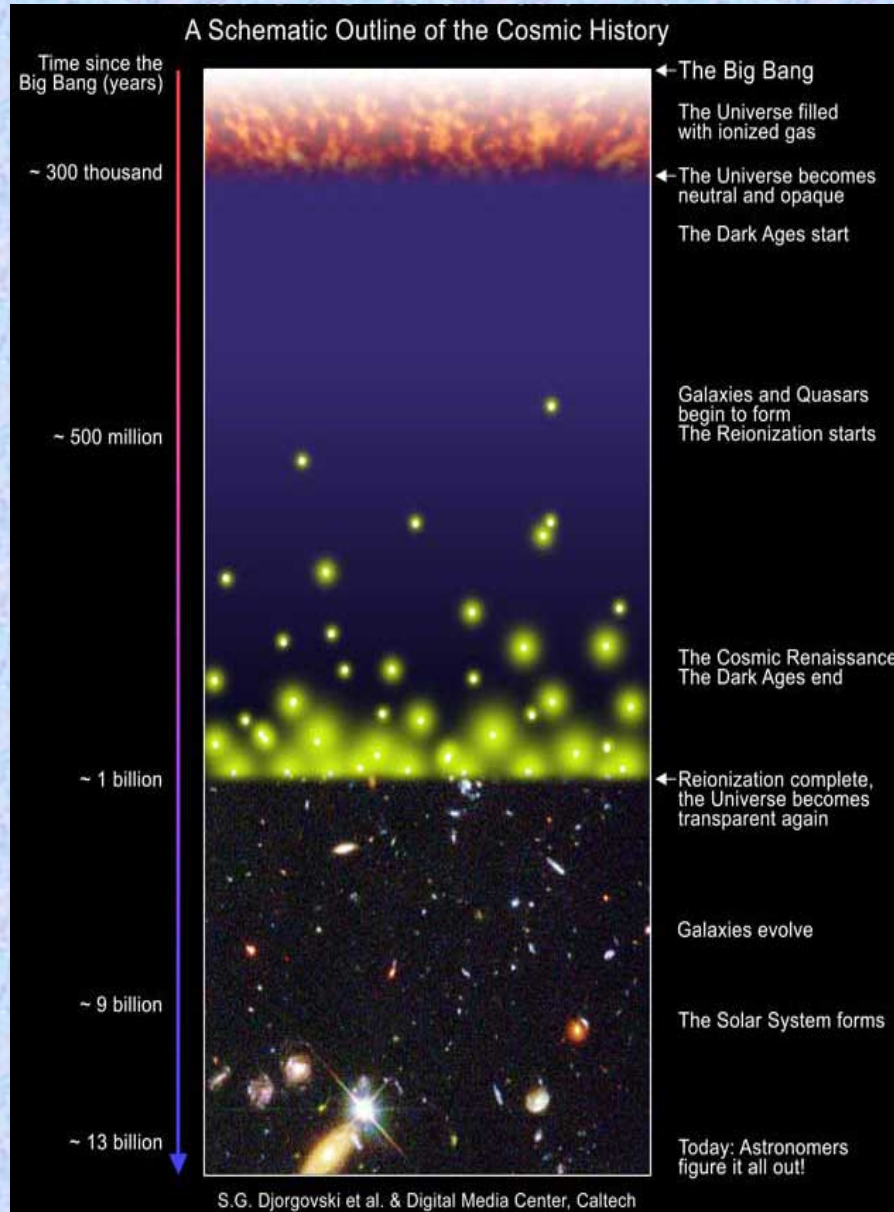 A Schematic Outline of the Cosmic History
Time since the
Big Bang (years)
The Big Bang
The Universe filled
with ionized gas
~ 300 thousand
The Universe becomes
neutral and opaque
The Dark Ages start
Galaxies and Quasars
begin to form
The Reionization starts
~ 500 million
The Cosmic Renaissance
The Dark Ages end
~ 1 billion
Reionization complete,
the Universe becomes
transparent again
Galaxies evolve
~ 9 billion
The Solar System forms
~ 13 billion
Today: Astronomers
figure it all out!
S.G. Djorgovski et al. & Digital Media Center, Caltech